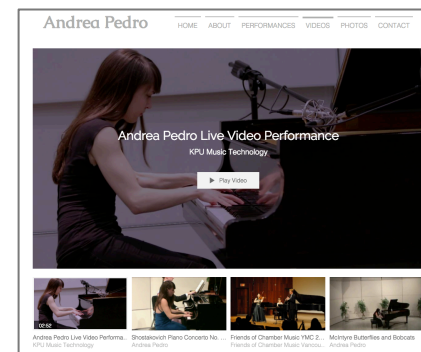 Andrea Pedro
HOME ABOUT PERFORMANCES VIDEOS PHOTOS CONTACT
Andrea Pedro Live Video Performance
KPU Music Technology
Play Video
02:52
Andrea Pedro Live Video Performa...
KPU Music Technology
Shostakovich Piano Concerto No. ...
Andrea Pedro
Friends of Chamber Music YMC 2...
Friends of Chamber Music Vancou...
McIntyre Butterflies and Bobcats
Andrea Pedro